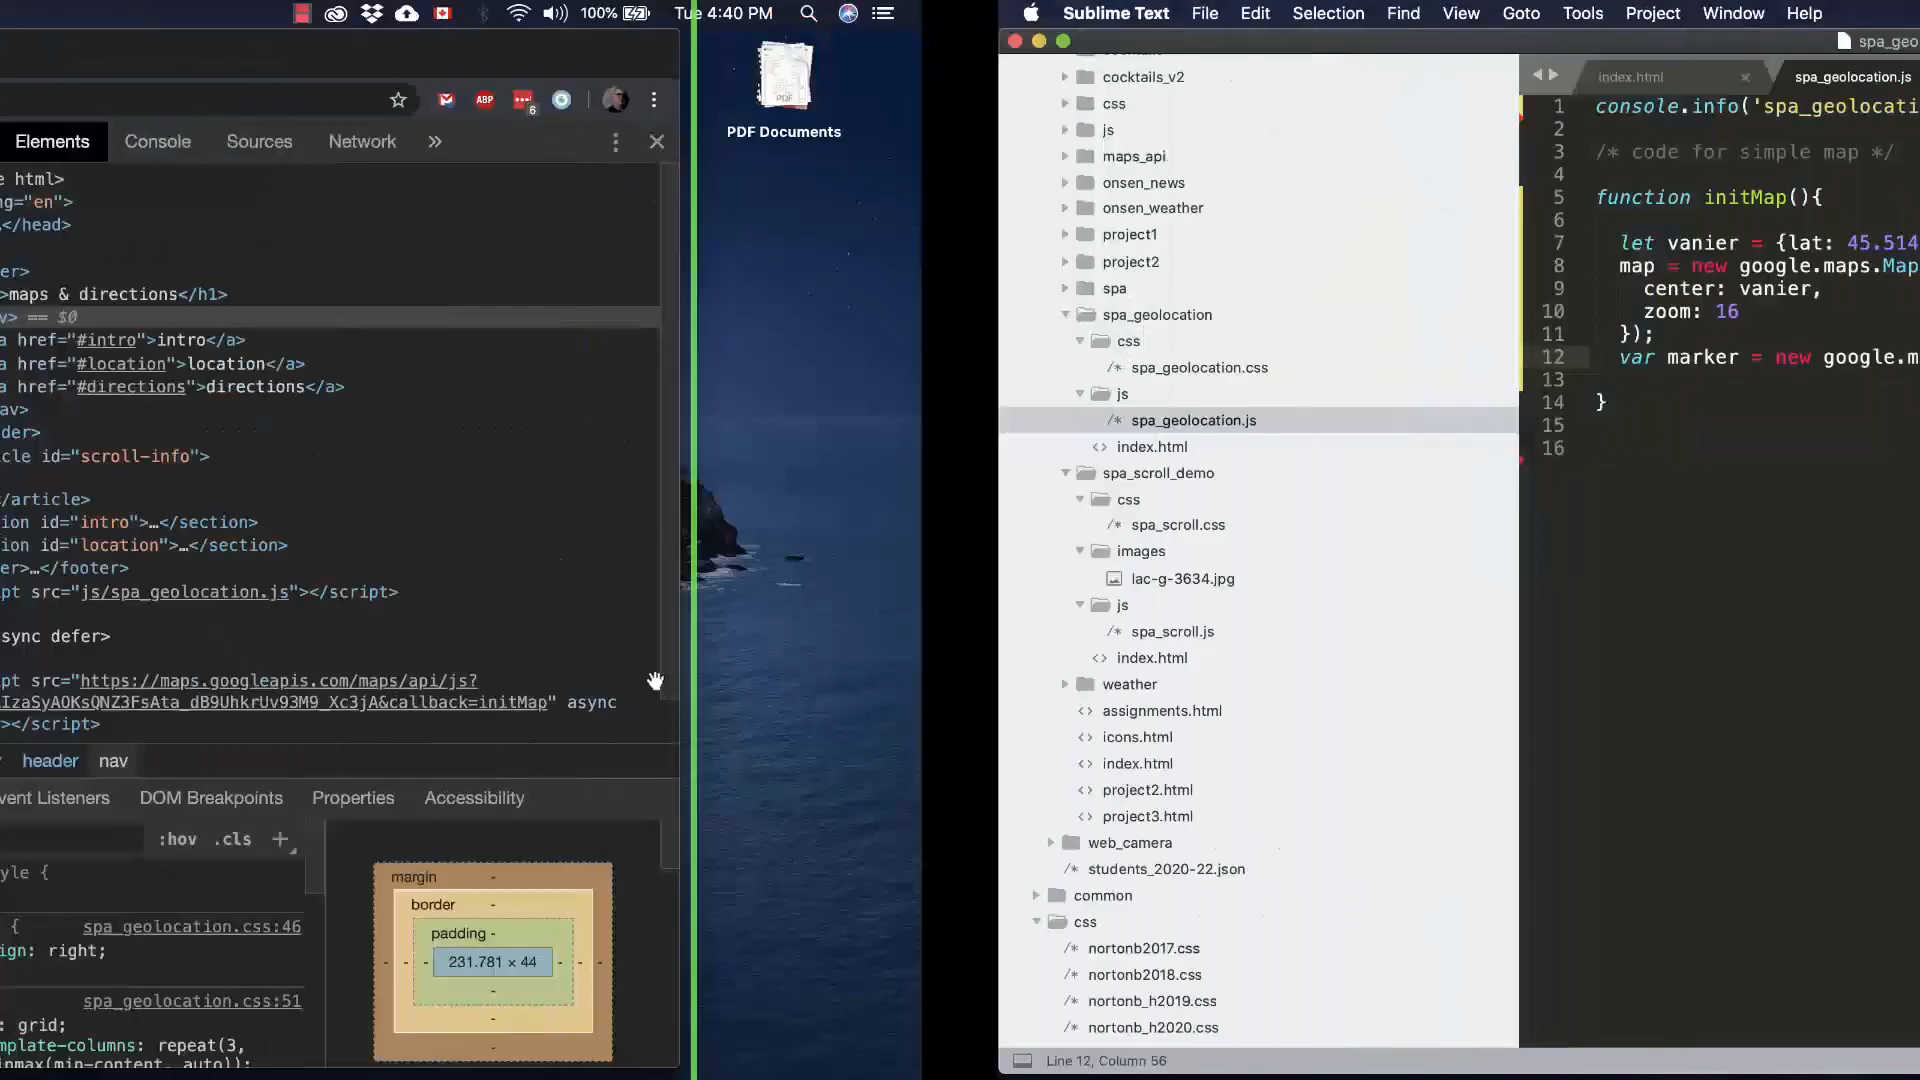 100%
Tue 4:40 PM
6
Elements Console Sources Network »
e html>
ng="en">
</head>
er>
>maps & directions</h1>
v> == $0
a href="#intro">intro</a>
a href="#location">location</a>
a href="#directions">directions</a>
av>
der>
cle id="scroll-info">
/article>
ion id="intro">…</section>
ion id="location">…</section>
er>…</footer>
pt src="js/spa_geolocation.js"></script>
sync defer>
pt src="https://maps.googleapis.com/maps/api/js?
IzaSyAOKsQNZ3FsAta_dB9UhkrUv93M9_Xc3jA&callback=initMap" async
></script>
header nav
vent Listeners DOM Breakpoints Properties Accessibility
:hov .cls +
yle {
{ spa_geolocation.css:46
ign: right;
spa_geolocation.css:51
: grid;
mplate-columns: repeat(3,
inmax(min-content, auto));
margin -
border -
padding -
231.781 × 44
PDF
PDF Documents
Sublime Text File Edit Selection Find View Goto Tools Project Window Help
spa_geo
cocktails_v2
css
js
maps_api
onsen_news
onsen_weather
project1
project2
spa
spa_geolocation
css
/* spa_geolocation.css
js
/* spa_geolocation.js
<> index.html
spa_scroll_demo
css
/* spa_scroll.css
images
lac-g-3634.jpg
js
/* spa_scroll.js
<> index.html
weather
<> assignments.html
<> icons.html
<> index.html
<> project2.html
<> project3.html
web_camera
/* students_2020-22.json
common
css
/* nortonb2017.css
/* nortonb2018.css
/* nortonb_h2019.css
/* nortonb_h2020.css
Line 12, Column 56
index.html × spa_geolocation.js
1 console.info('spa_geolocati
2
3 /* code for simple map */
4
5 function initMap(){
6
7 let vanier = {lat: 45.514
8 map = new google.maps.Map
9 center: vanier,
10 zoom: 16
11 });
12 var marker = new google.m
13
14 }
15
16